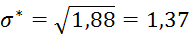 σ* = √1,88 = 1,37